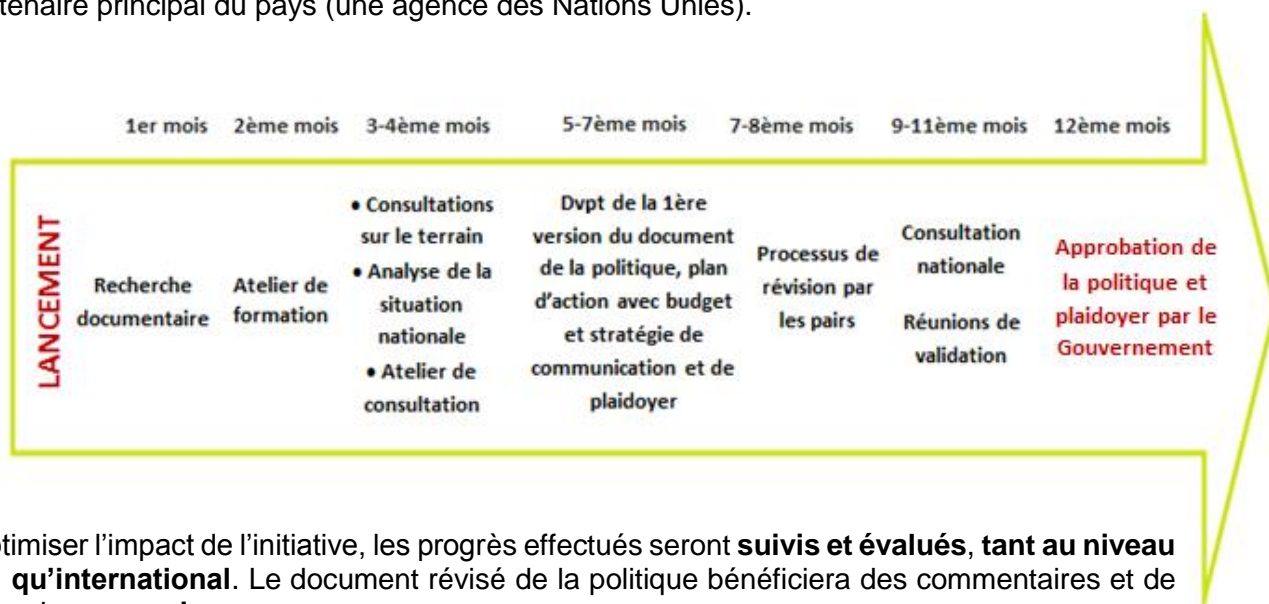 tenaire principal du pays (une agence des Nations Unies).
1er mois 2ème mois 3-4ème mois 5-7ème mois 7-8ème mois 9-11ème mois 12ème mois
LANCEMENT
Recherche
documentaire
Atelier de
formation
• Consultations
sur le terrain
• Analyse de la
situation
nationale
• Atelier de
consultation
Dvpt de la 1ère
version du document
de la politique, plan
d'action avec budget
et stratégie de
communication et de
plaidoyer
Processus de
révision par
les pairs
Consultation
nationale
Réunions de
validation
Approbation de
la politique et
plaidoyer par le
Gouvernement
timiser l'impact de l'initiative, les progrès effectués seront suivis et évalués, tant au niveau
qu'international. Le document révisé de la politique bénéficiera des commentaires et de